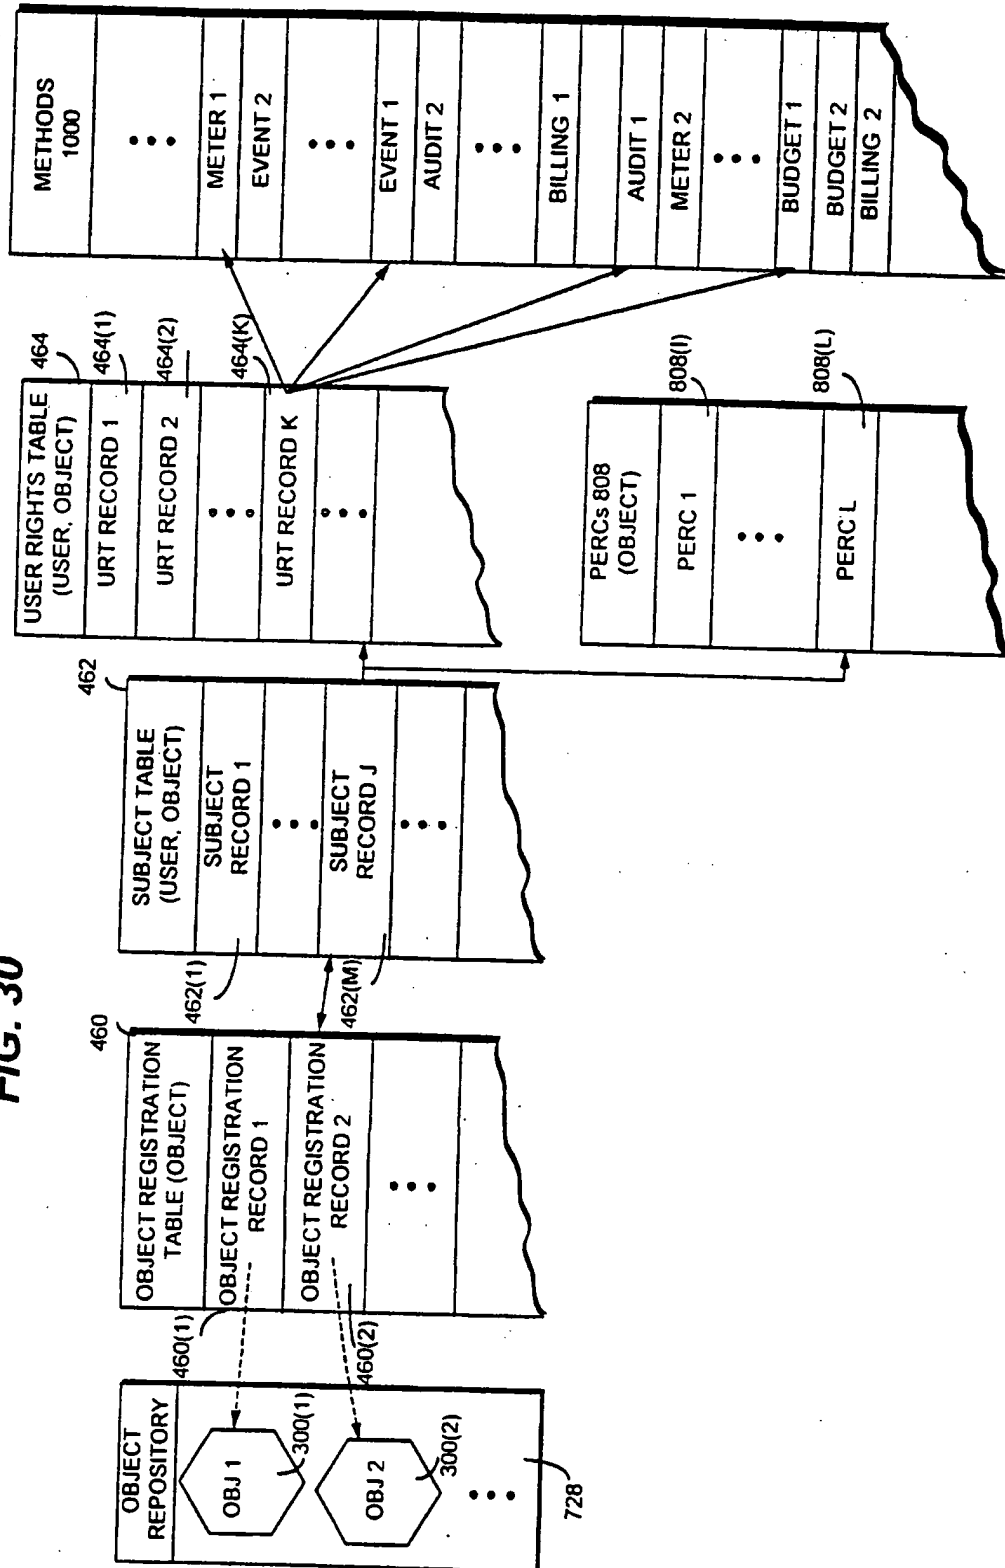 FIG. 30
OBJECT
REPOSITORY
OBJ 1
300(1)
OBJ 2
300(2)
728
460
OBJECT REGISTRATION
TABLE (OBJECT)
460(1)
OBJECT REGISTRATION
RECORD 1
OBJECT REGISTRATION
RECORD 2
460(2)
462
SUBJECT TABLE
(USER, OBJECT)
462(1)
SUBJECT
RECORD 1
SUBJECT
RECORD J
462(M)
464
USER RIGHTS TABLE
(USER, OBJECT)
464(1)
URT RECORD 1
464(2)
URT RECORD 2
464(K)
URT RECORD K
PERCs 808
(OBJECT)
808(I)
PERC 1
808(L)
PERC L
METHODS
1000
METER 1
EVENT 2
EVENT 1
AUDIT 2
BILLING 1
AUDIT 1
METER 2
BUDGET 1
BUDGET 2
BILLING 2